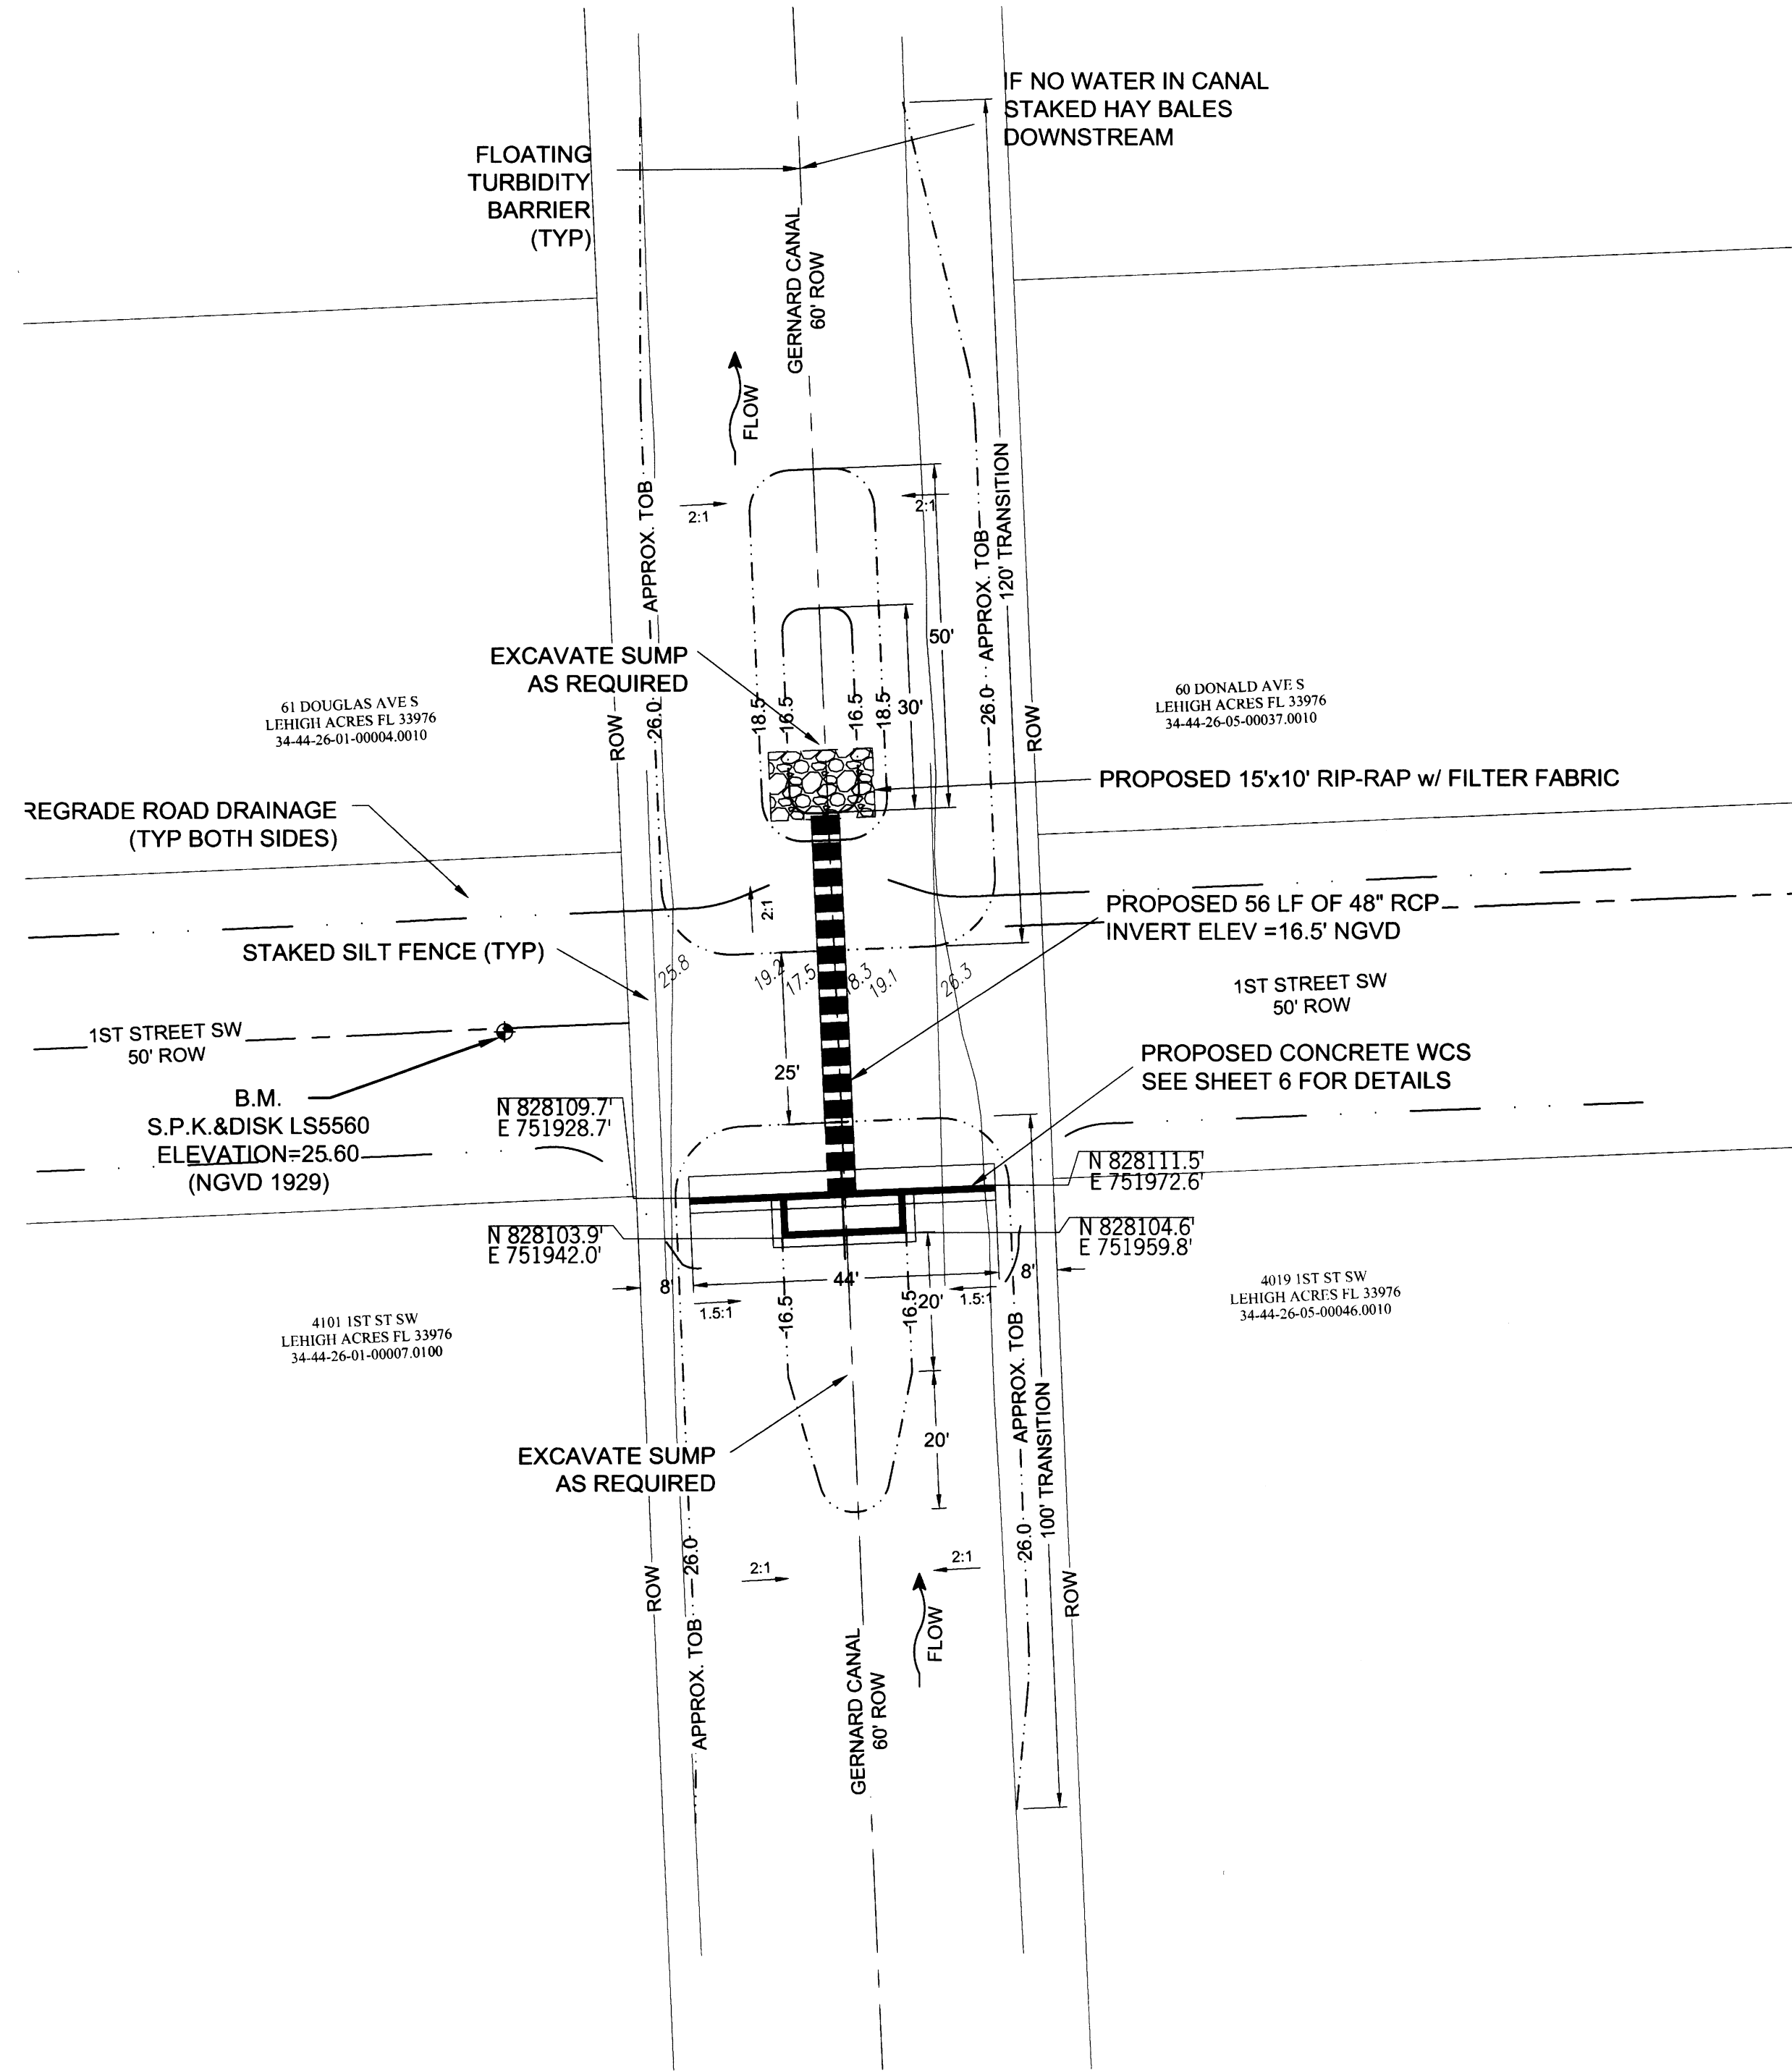 IF NO WATER IN CANAL
STAKED HAY BALES
DOWNSTREAM
FLOATING
TURBIDITY
BARRIER
(TYP)
GERNARD CANAL
60' ROW
FLOW
2:1
2:1
APPROX. TOB
26.0
ROW
APPROX. TOB
26.0
120' TRANSITION
ROW
50'
30'
EXCAVATE SUMP
AS REQUIRED
18.5
16.5
16.5
18.5
61 DOUGLAS AVE S
LEHIGH ACRES FL 33976
34-44-26-01-00004.0010
60 DONALD AVE S
LEHIGH ACRES FL 33976
34-44-26-05-00037.0010
PROPOSED 15'x10' RIP-RAP w/ FILTER FABRIC
REGRADE ROAD DRAINAGE
(TYP BOTH SIDES)
2:1
PROPOSED 56 LF OF 48" RCP
INVERT ELEV =16.5' NGVD
STAKED SILT FENCE (TYP)
25.8
19.2
17.5
18.3
19.1
26.3
1ST STREET SW
50' ROW
1ST STREET SW
50' ROW
25'
PROPOSED CONCRETE WCS
SEE SHEET 6 FOR DETAILS
B.M.
S.P.K.&DISK LS5560
ELEVATION=25.60
(NGVD 1929)
N 828109.7'
E 751928.7'
N 828111.5'
E 751972.6'
N 828103.9'
E 751942.0'
N 828104.6'
E 751959.8'
8'
44'
8'
1.5:1
1.5:1
16.5
16.5
20'
4101 1ST ST SW
LEHIGH ACRES FL 33976
34-44-26-01-00007.0100
4019 1ST ST SW
LEHIGH ACRES FL 33976
34-44-26-05-00046.0010
20'
EXCAVATE SUMP
AS REQUIRED
APPROX. TOB
26.0
100' TRANSITION
26.0
APPROX. TOB
ROW
ROW
2:1
2:1
FLOW
GERNARD CANAL
60' ROW